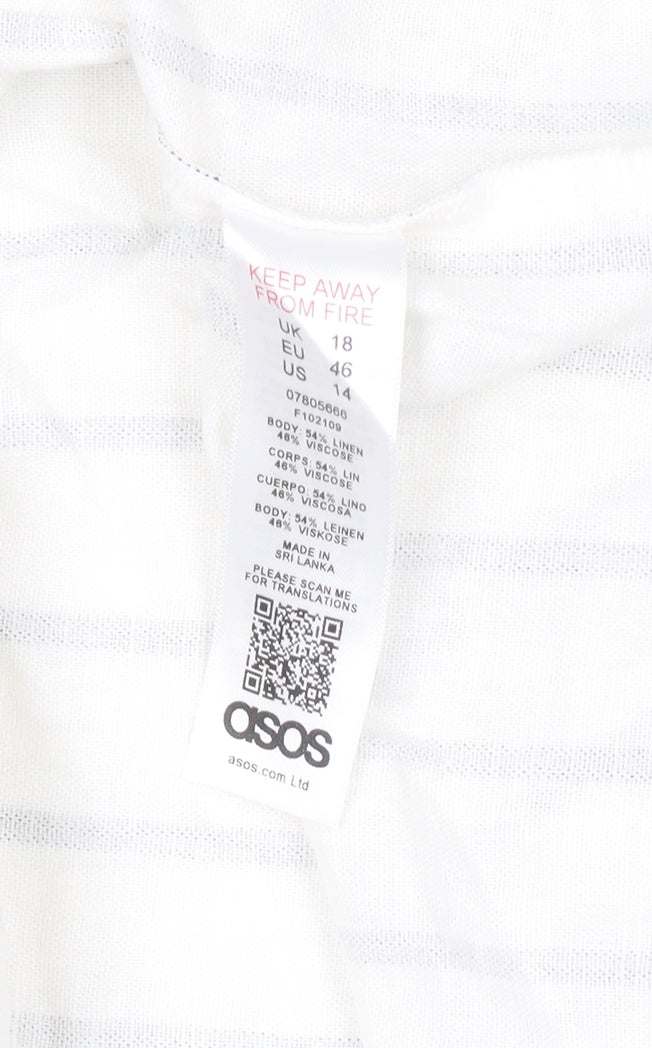 KEEP AWAY
FROM FIRE
UK 18
EU 46
US 14
07805666
F102109
BODY: 54% LINEN
46% VISCOSE
CORPS: 54% LIN
46% VISCOSE
CUERPO: 54% LINO
46% VISCOSA
BODY: 54% LEINEN
46% VISKOSE
MADE IN
SRI LANKA
PLEASE SCAN ME
FOR TRANSLATIONS
asos
asos.com Ltd